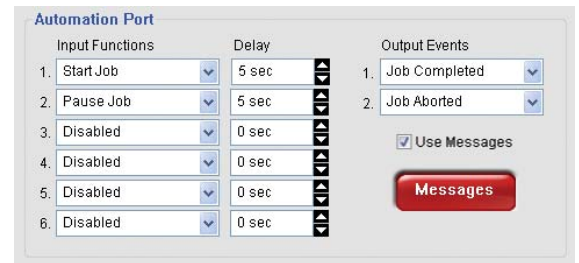 Automation Port
Input Functions Delay Output Events
1. Start Job 5 sec 1. Job Completed
2. Pause Job 5 sec 2. Job Aborted
3. Disabled 0 sec
Use Messages
4. Disabled 0 sec
5. Disabled 0 sec Messages
6. Disabled 0 sec